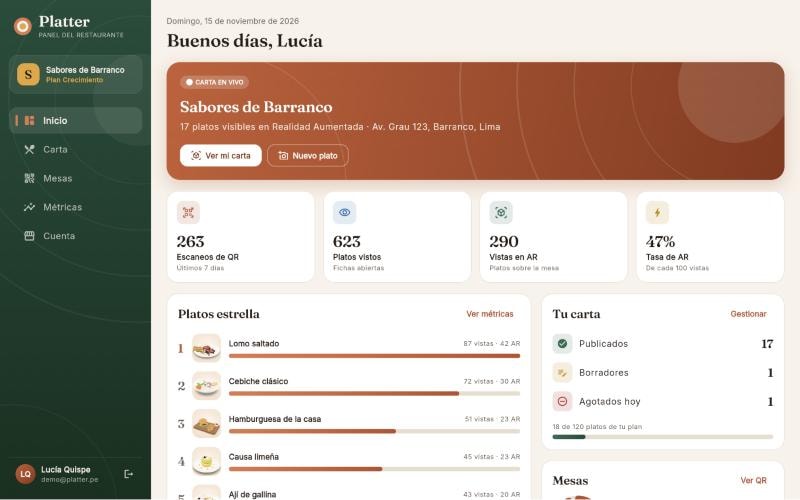 Platter
PANEL DEL RESTAURANTE
S
Sabores de Barranco
Plan Crecimiento
Inicio
Carta
Mesas
Métricas
Cuenta
LQ
Lucía Quispe
demo@platter.pe
Domingo, 15 de noviembre de 2026
Buenos días, Lucía
CARTA EN VIVO
Sabores de Barranco
17 platos visibles en Realidad Aumentada · Av. Grau 123, Barranco, Lima
Ver mi carta
Nuevo plato
263
Escaneos de QR
Últimos 7 días
623
Platos vistos
Fichas abiertas
290
Vistas en AR
Platos sobre la mesa
47%
Tasa de AR
De cada 100 vistas
Platos estrella
Ver métricas
1
Lomo saltado
87 vistas · 42 AR
2
Cebiche clásico
72 vistas · 30 AR
3
Hamburguesa de la casa
51 vistas · 23 AR
4
Causa limeña
45 vistas · 23 AR
5
Ají de gallina
43 vistas · 20 AR
Tu carta
Gestionar
Publicados
17
Borradores
1
Agotados hoy
1
18 de 120 platos de tu plan
Mesas
Ver QR